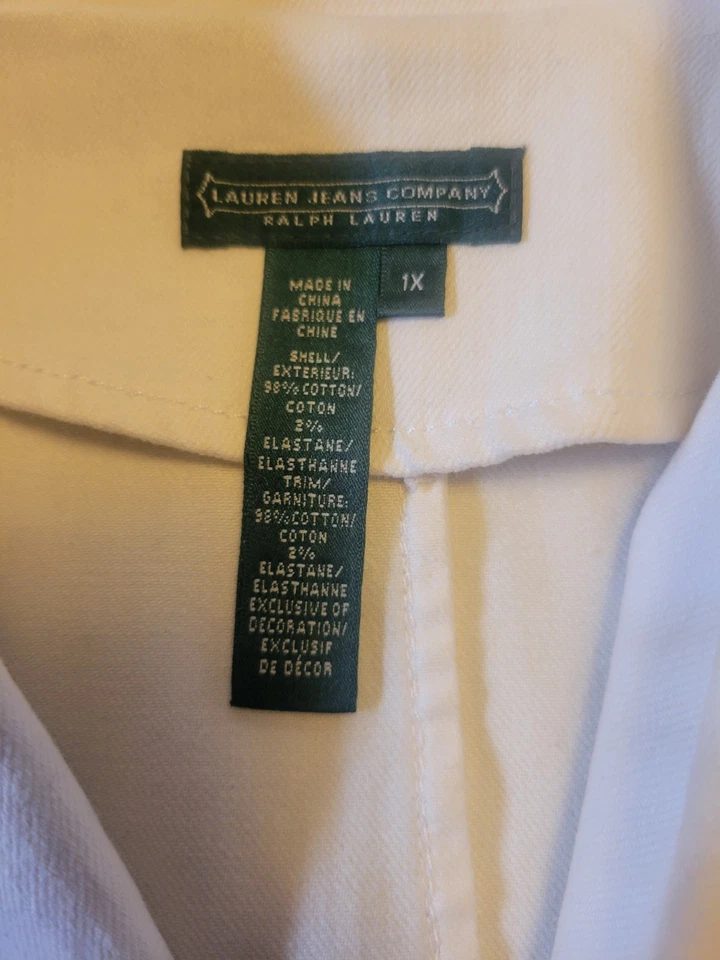 LAUREN JEANS COMPANY
RALPH LAUREN
1X
MADE IN
CHINA
FABRIQUE EN
CHINE
SHELL/
EXTERIEUR:
98% COTTON/
COTON
2%
ELASTANE/
ELASTHANNE
TRIM/
GARNITURE:
98% COTTON/
COTON
2%
ELASTANE/
ELASTHANNE
EXCLUSIVE OF
DECORATION/
EXCLUSIF
DE DÉCOR